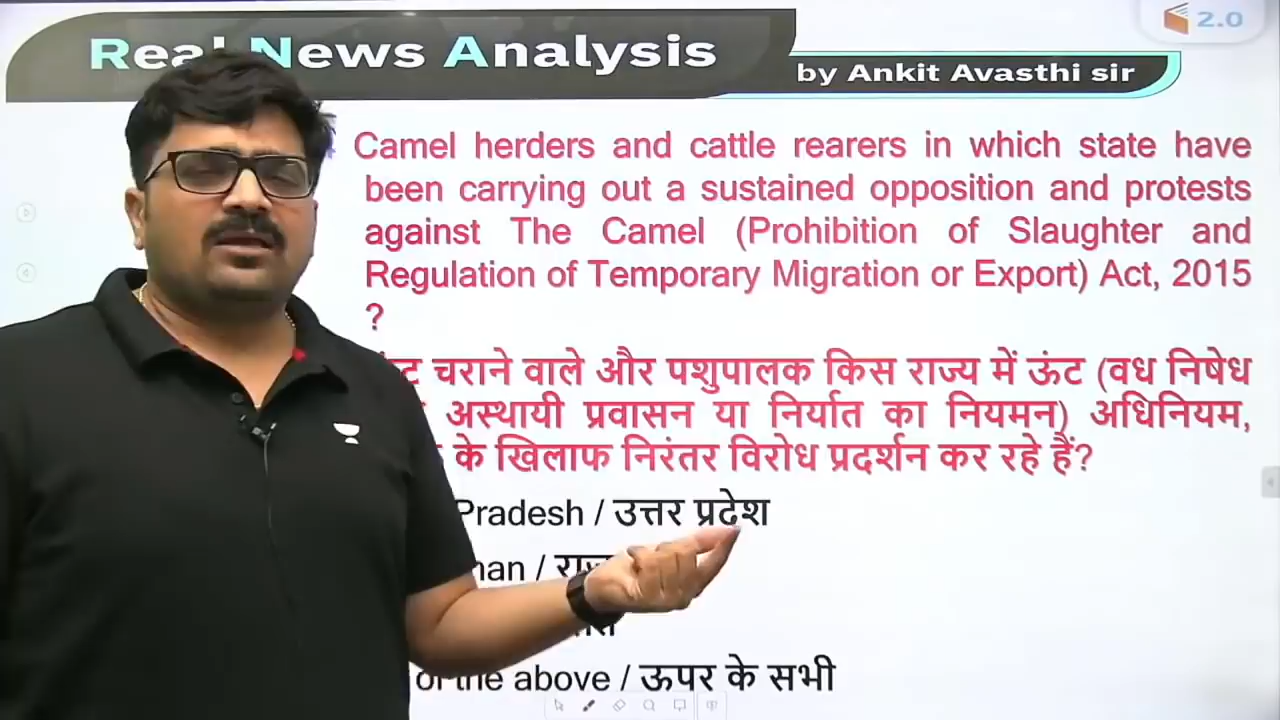 Real News Analysis
by Ankit Avasthi sir
2.0
Camel herders and cattle rearers in which state have
been carrying out a sustained opposition and protests
against The Camel (Prohibition of Slaughter and
Regulation of Temporary Migration or Export) Act, 2015
?
चराने वाले और पशुपालक किस राज्य में ऊंट (वध निषेध
अस्थायी प्रवासन या निर्यात का नियमन) अधिनियम,
के खिलाफ निरंतर विरोध प्रदर्शन कर रहे हैं?
Pradesh / उत्तर प्रदेश
/
of the above / ऊपर के सभी